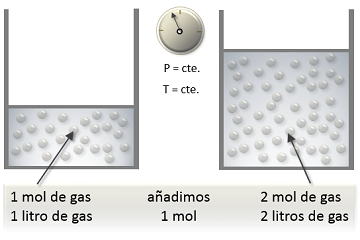 P = cte.
T = cte.
1 mol de gas añadimos 2 mol de gas
1 litro de gas 1 mol 2 litros de gas